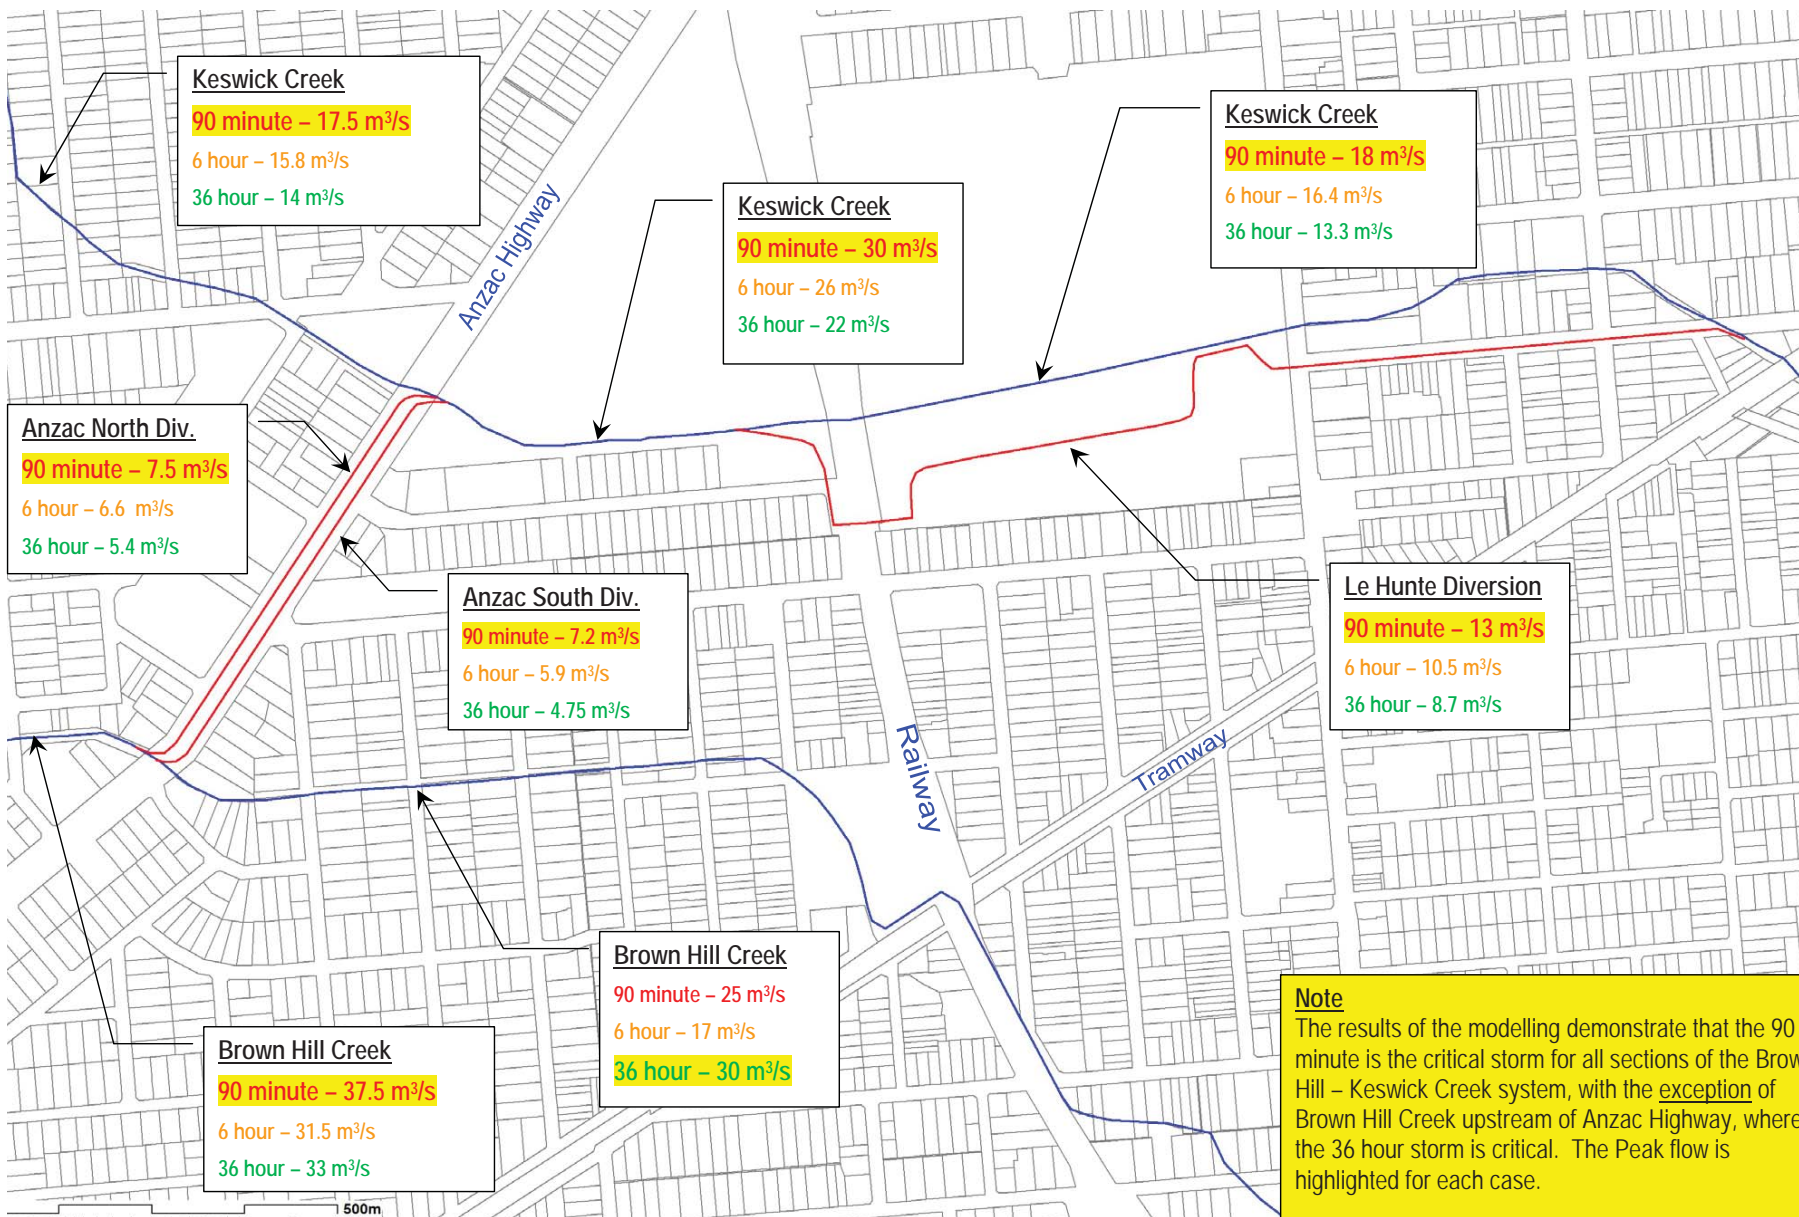 Keswick Creek
90 minute – 17.5 m³/s
6 hour – 15.8 m³/s
36 hour – 14 m³/s
Keswick Creek
90 minute – 18 m³/s
6 hour – 16.4 m³/s
36 hour – 13.3 m³/s
Keswick Creek
90 minute – 30 m³/s
6 hour – 26 m³/s
36 hour – 22 m³/s
Anzac Highway
Anzac North Div.
90 minute – 7.5 m³/s
6 hour – 6.6 m³/s
36 hour – 5.4 m³/s
Anzac South Div.
90 minute – 7.2 m³/s
6 hour – 5.9 m³/s
36 hour – 4.75 m³/s
Le Hunte Diversion
90 minute – 13 m³/s
6 hour – 10.5 m³/s
36 hour – 8.7 m³/s
Railway
Tramway
Brown Hill Creek
90 minute – 25 m³/s
6 hour – 17 m³/s
36 hour – 30 m³/s
Brown Hill Creek
90 minute – 37.5 m³/s
6 hour – 31.5 m³/s
36 hour – 33 m³/s
Note
The results of the modelling demonstrate that the 90
minute is the critical storm for all sections of the Brow
Hill – Keswick Creek system, with the exception of
Brown Hill Creek upstream of Anzac Highway, where
the 36 hour storm is critical. The Peak flow is
highlighted for each case.
500m